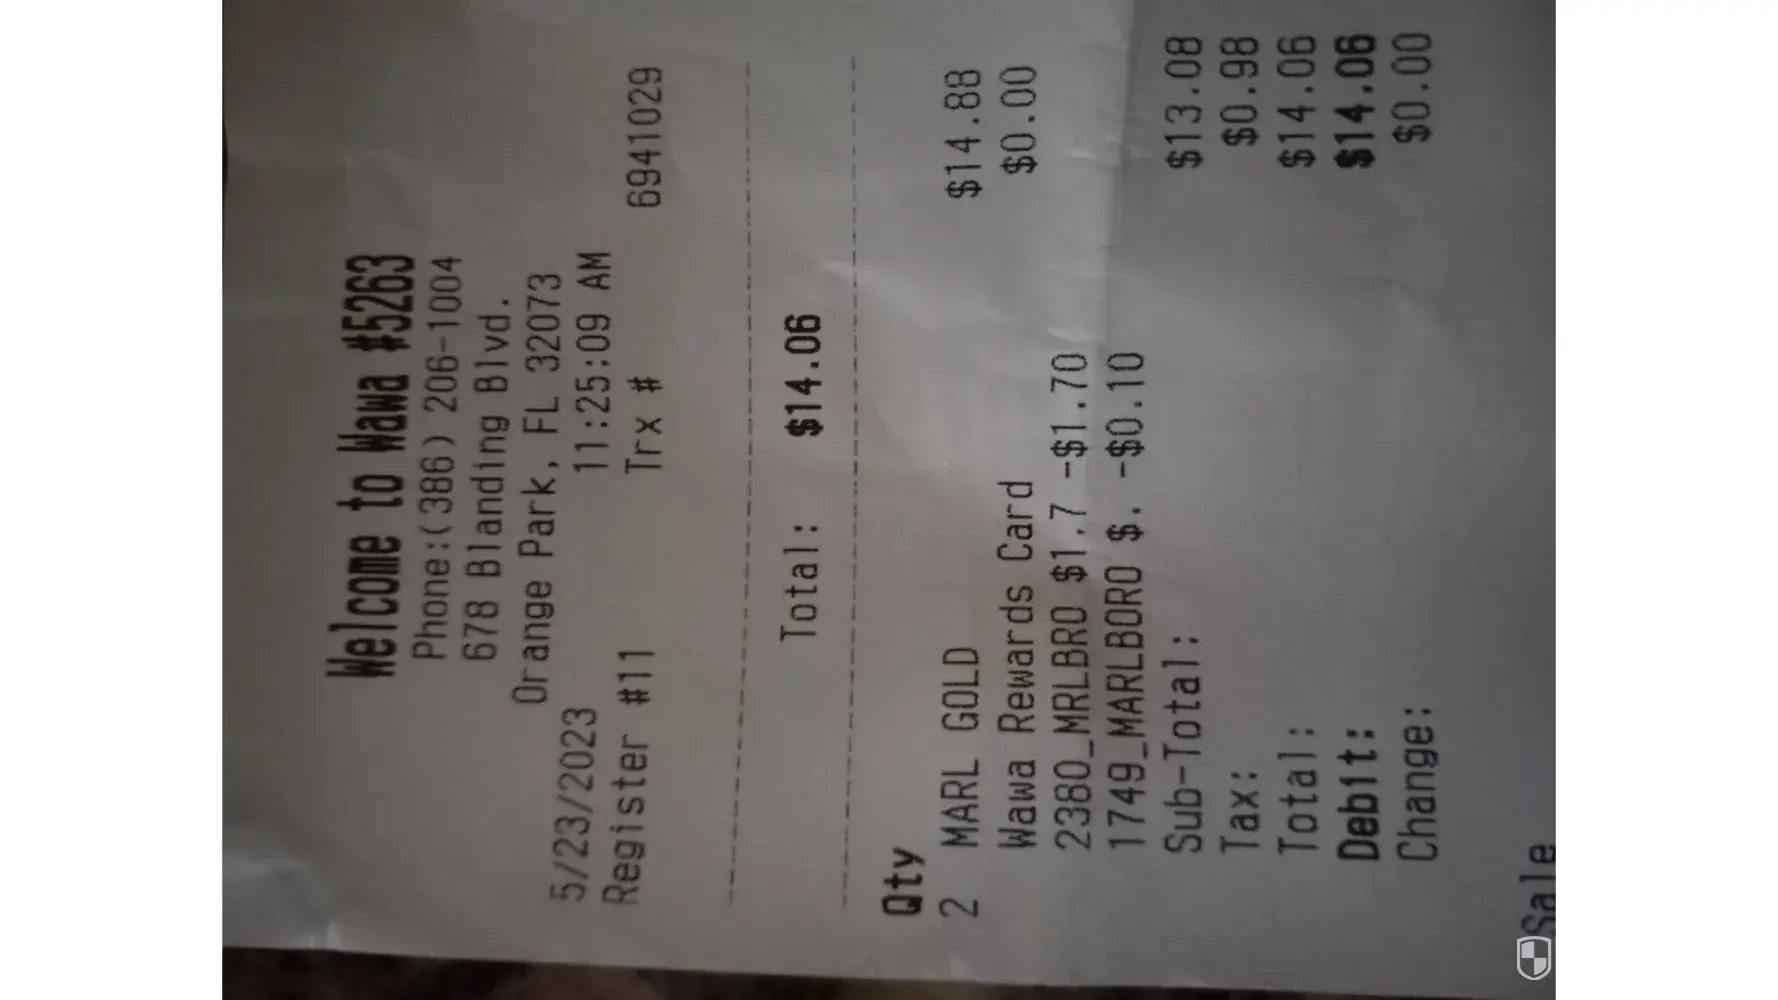 Welcome to Wawa #5263
Phone:(386) 206-1004
678 Blanding Blvd.
Orange Park, FL 32073
5/23/2023 11:25:09 AM
Register #11 Trx # 6941029
Total: $14.06
Qty
2 MARL GOLD $14.88
Wawa Rewards Card $0.00
2380_MRLBRO $1.7 -$1.70
1749_MARLBORO $. -$0.10
Sub-Total: $13.08
Tax: $0.98
Total: $14.06
Debit: $14.06
Change: $0.00
Sale